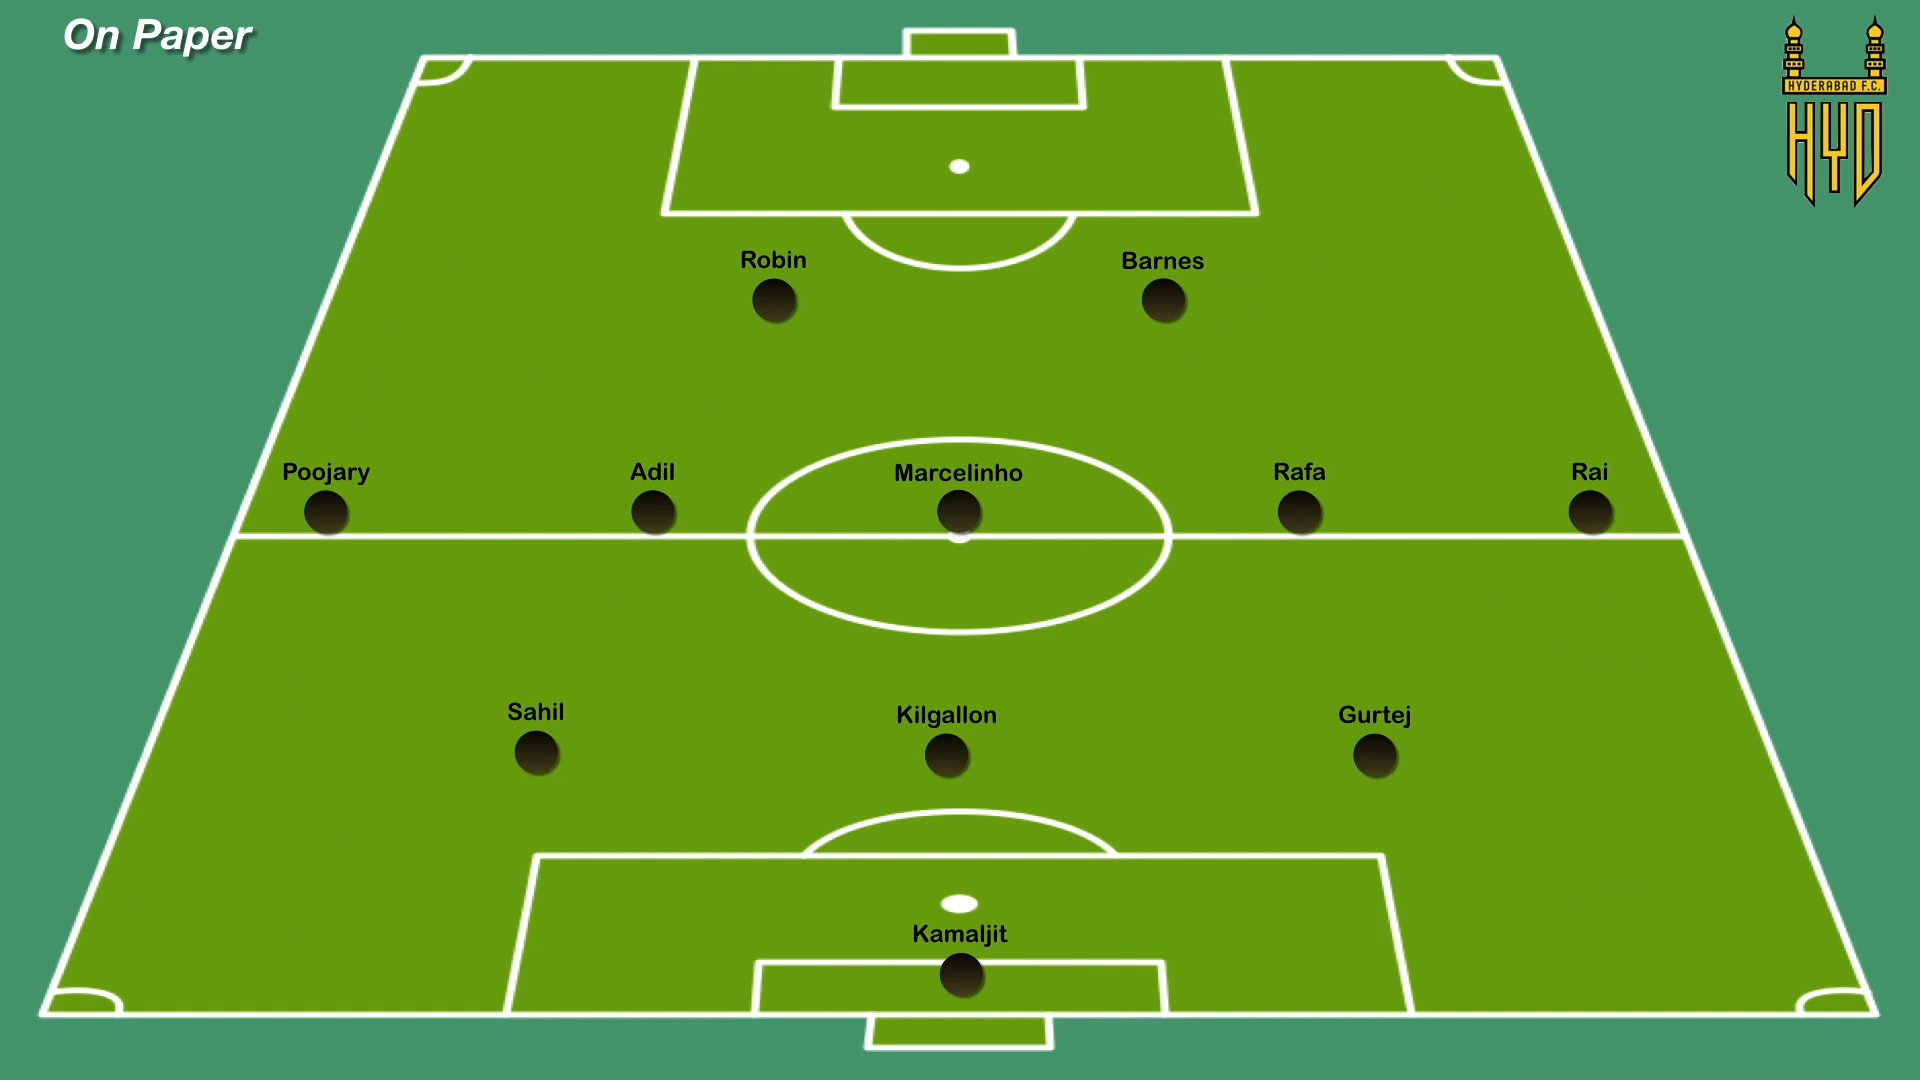 On Paper
HYDERABAD F.C.
HYD
Robin
Barnes
Poojary
Adil
Marcelinho
Rafa
Rai
Sahil
Kilgallon
Gurtej
Kamaljit